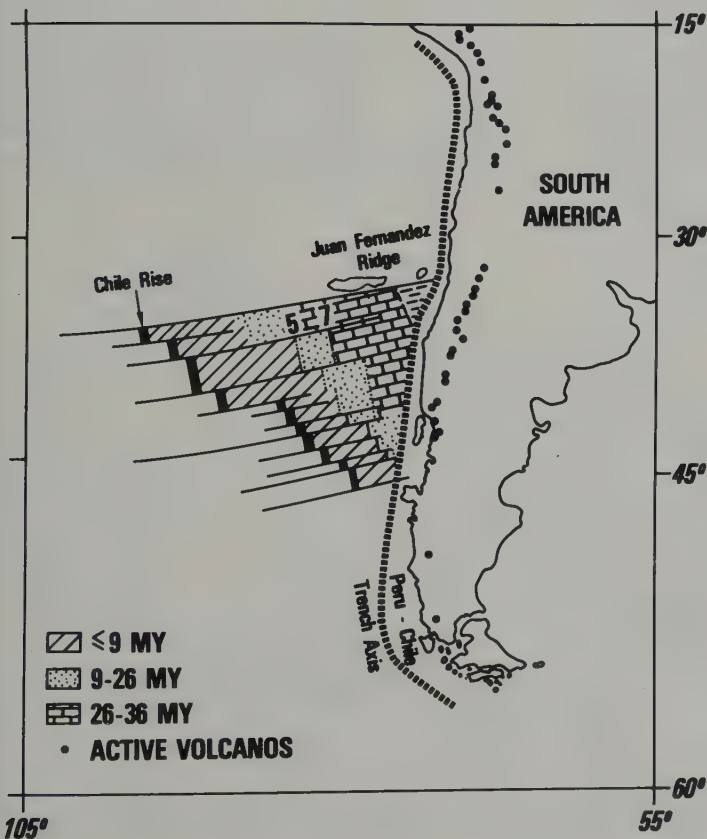 15°
SOUTH
AMERICA
30°
Juan Fernandez
Ridge
Chile Rise
5-7
45°
Peru - Chile
Trench Axis
≤9 MY
9-26 MY
26-36 MY
ACTIVE VOLCANOS
60°
105°
55°